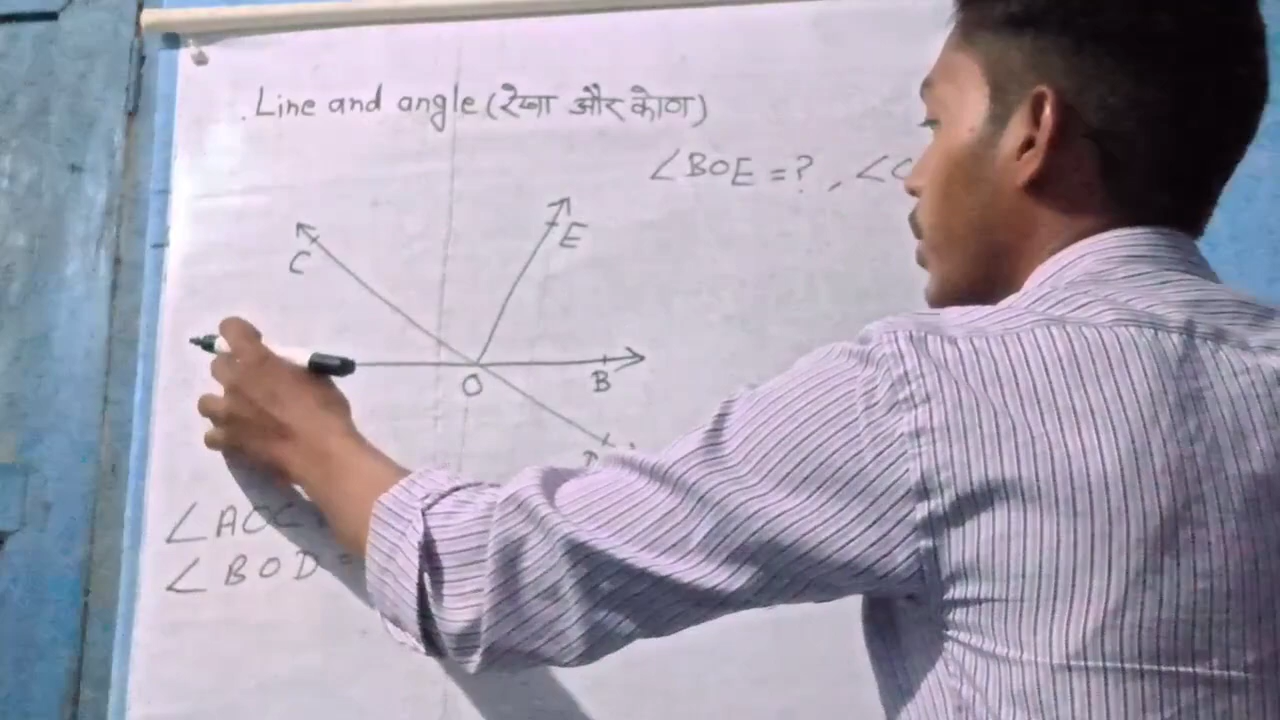 Line and angle (रेखा और कोण)
∠BOE = ?, ∠
C
E
O
B
∠AOC
∠BOD =